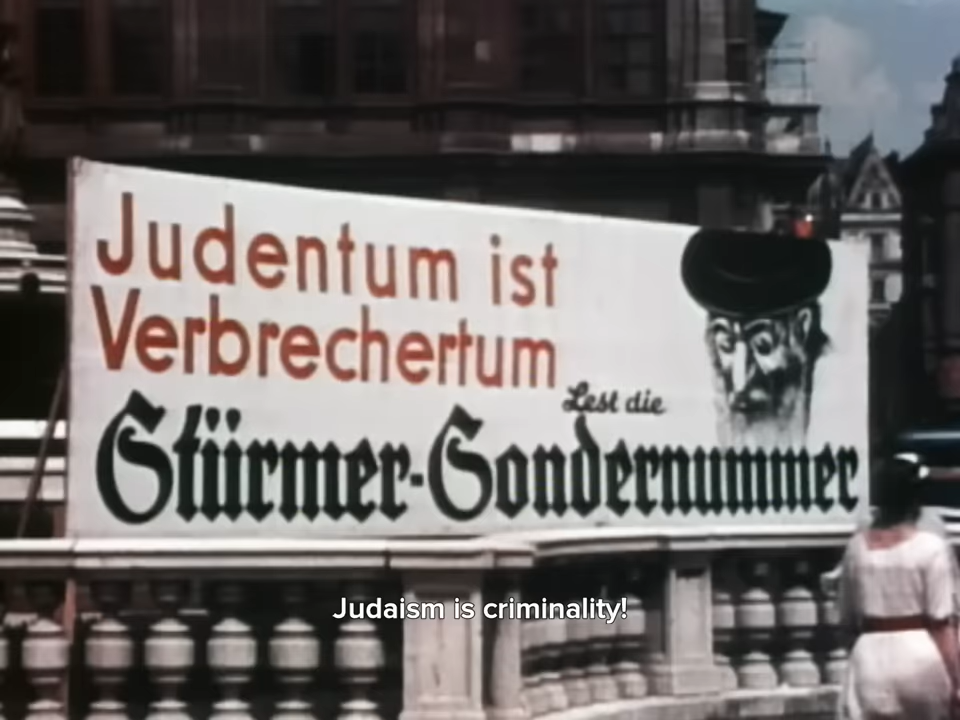 Judentum ist
Verbrechertum
Lest die
Stürmer-Sondernummer
Judaism is criminality!